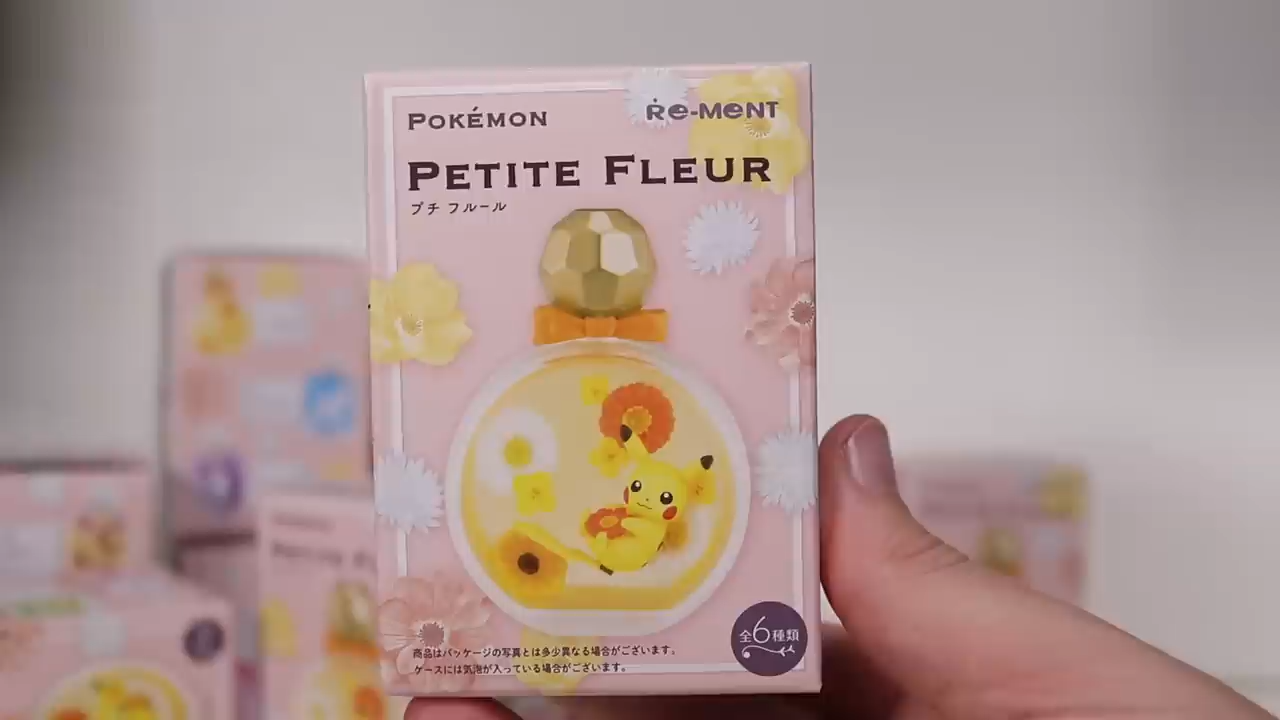 POKÉMON
Re-MeNT
PETITE FLEUR
プチ フルール
商品はパッケージの写真とは多少異なる場合がございます。
ケースには気泡が入っている場合がございます。
全6種類